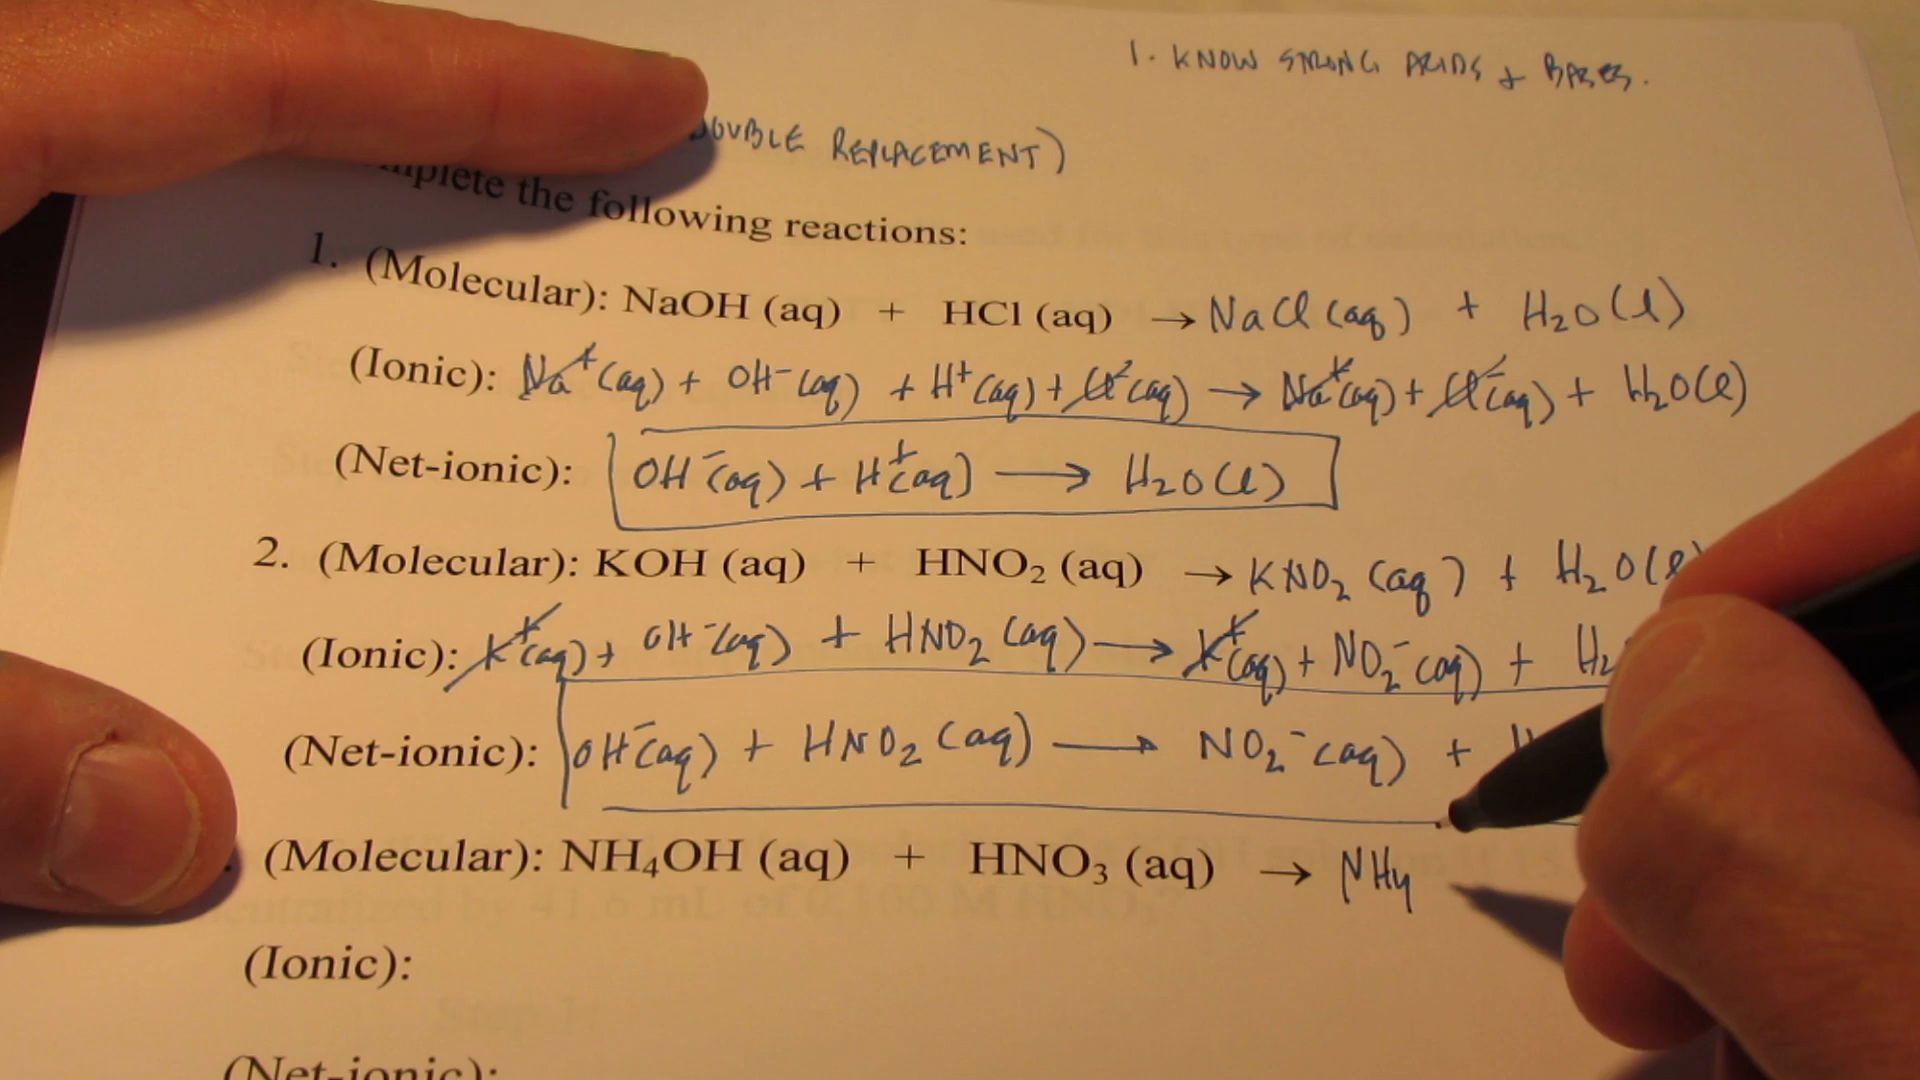 1. KNOW STRONG ACIDS + BASES.
DOUBLE REPLACEMENT)
mplete the following reactions:
1. (Molecular): NaOH (aq) + HCl (aq) → NaCl (aq) + H₂O (l)
(Ionic): Na⁺ (aq) + OH⁻ (aq) + H⁺ (aq) + Cl⁻ (aq) → Na⁺ (aq) + Cl⁻ (aq) + H₂O (l)
(Net-ionic): OH⁻ (aq) + H⁺ (aq) → H₂O (l)
2. (Molecular): KOH (aq) + HNO₂ (aq) → KNO₂ (aq) + H₂O (l)
(Ionic): K⁺ (aq) + OH⁻ (aq) + HNO₂ (aq) → K⁺ (aq) + NO₂⁻ (aq) + H₂
(Net-ionic): OH⁻ (aq) + HNO₂ (aq) → NO₂⁻ (aq) + H
(Molecular): NH₄OH (aq) + HNO₃ (aq) → NH₄
(Ionic):
(Net-ionic):